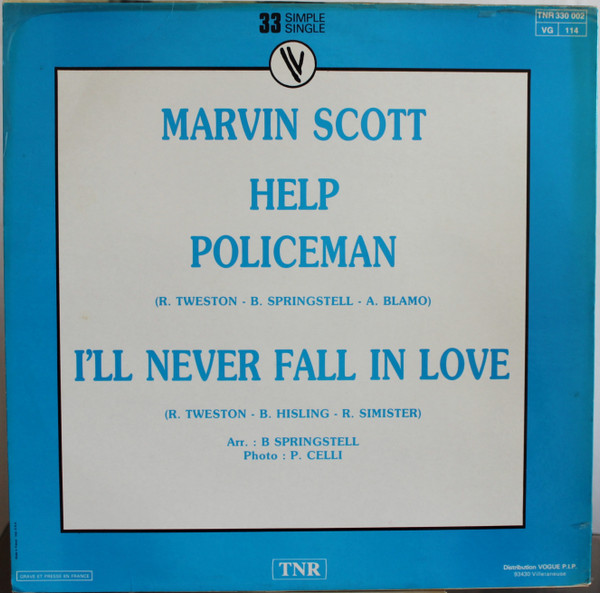 33 SIMPLE
SINGLE
TNR 330 002
VG 114
MARVIN SCOTT
HELP
POLICEMAN
(R. TWESTON - B. SPRINGSTELL - A. BLAMO)
I'LL NEVER FALL IN LOVE
(R. TWESTON - B. HISLING - R. SIMISTER)
Arr. : B SPRINGSTELL
Photo : P. CELLI
GRAVE ET PRESSE EN FRANCE
TNR
Distribution VOGUE P.I.P.
93430 Villetaneuse